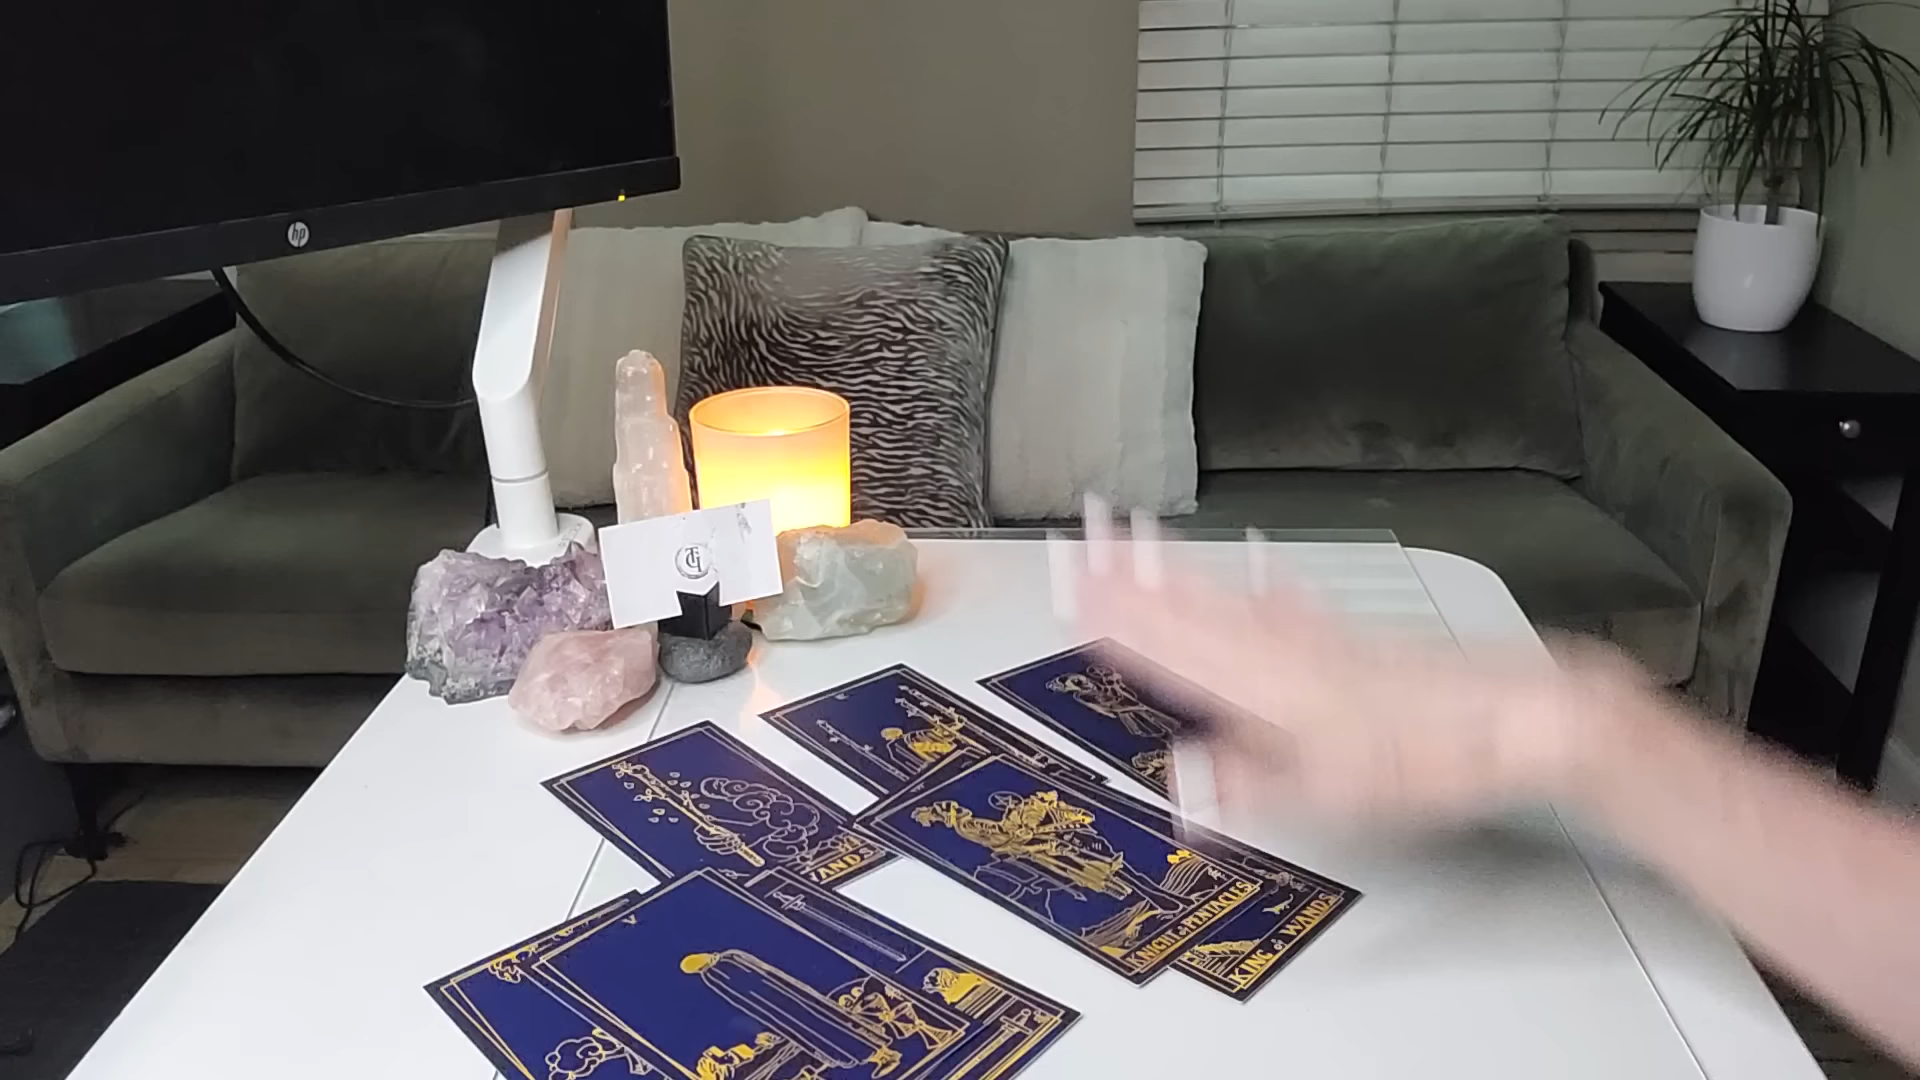 hp
WANDS
KNIGHT of PENTACLES
KING of WANDS
V